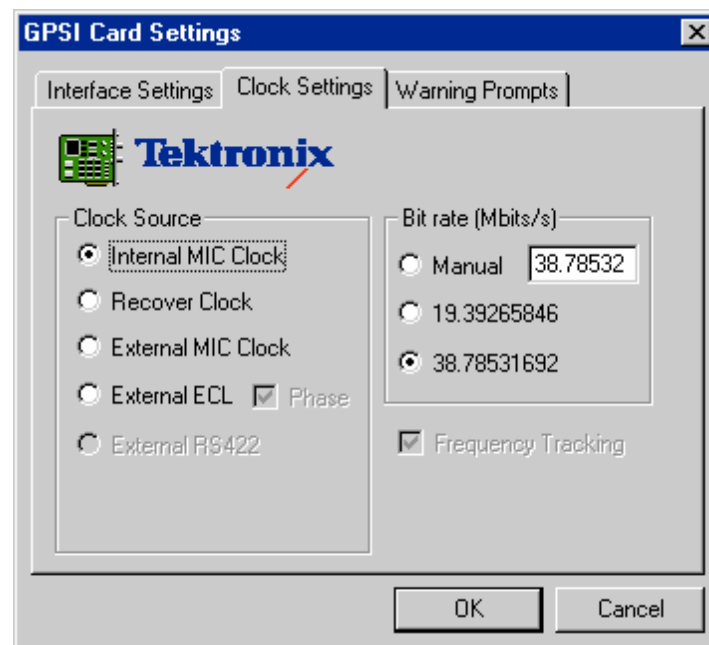 GPSI Card Settings
Interface Settings
Clock Settings
Warning Prompts
Tektronix
Clock Source
Internal MIC Clock
Recover Clock
External MIC Clock
External ECL
Phase
External RS422
Bit rate (Mbits/s)
Manual
38.78532
19.39265846
38.78531692
Frequency Tracking
OK
Cancel